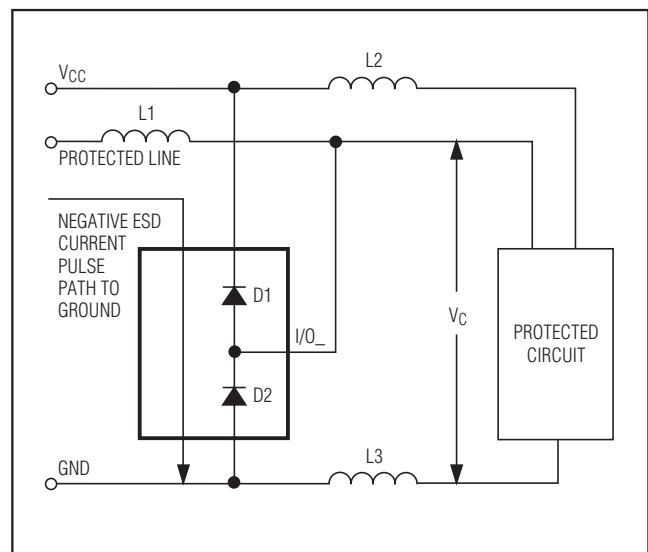 VCC
L2
L1
PROTECTED LINE
NEGATIVE ESD
CURRENT
PULSE
PATH TO
GROUND
D1
I/O_
VC
PROTECTED
CIRCUIT
D2
GND
L3